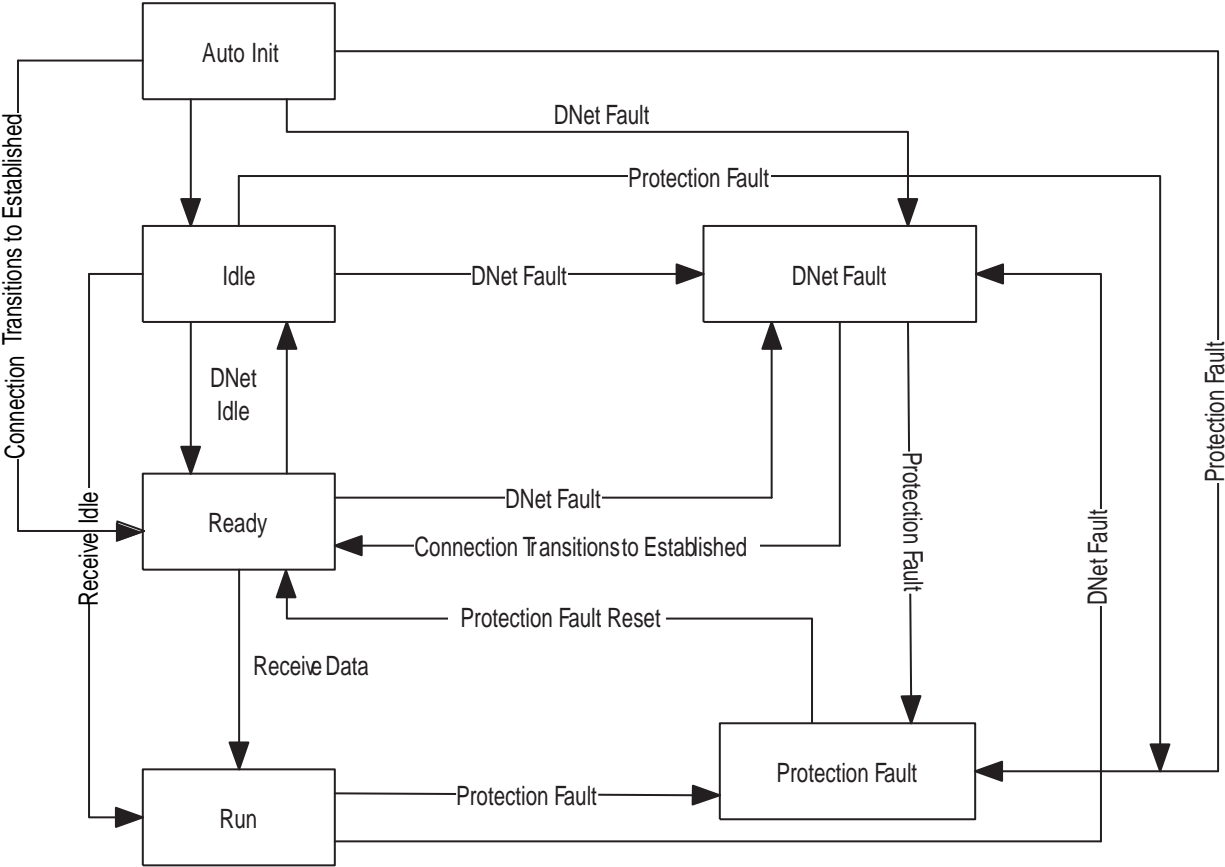 Auto Init
DNet Fault
Protection Fault
Connection Transitions to Established
Idle
DNet Fault
DNet Fault
DNet
Idle
Protection Fault
Ready
DNet Fault
Receive Idle
Connection Transitions to Established
Protection Fault
DNet Fault
Protection Fault Reset
Receive Data
Protection Fault
Protection Fault
Run